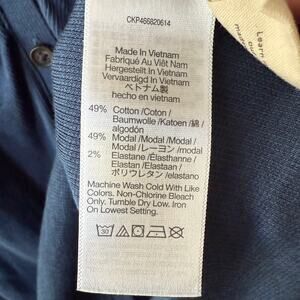 CKP466820614
Made In Vietnam
Fabriqué Au Viêt Nam
Hergestellt In Vietnam
Vervaardigd In Vietnam
ベトナム製
hecho en vietnam
49% Cotton /Coton /
Baumwolle /Katoen /綿 /
algodón
49% Modal /Modal /Modal /
Modal /レーヨン /modal
2% Elastane /Élasthanne /
Elastan /Elastaan /
ポリウレタン /elastano
Machine Wash Cold With Like
Colors. Non-Chlorine Bleach
Only. Tumble Dry Low. Iron
On Lowest Setting.
30
Learn